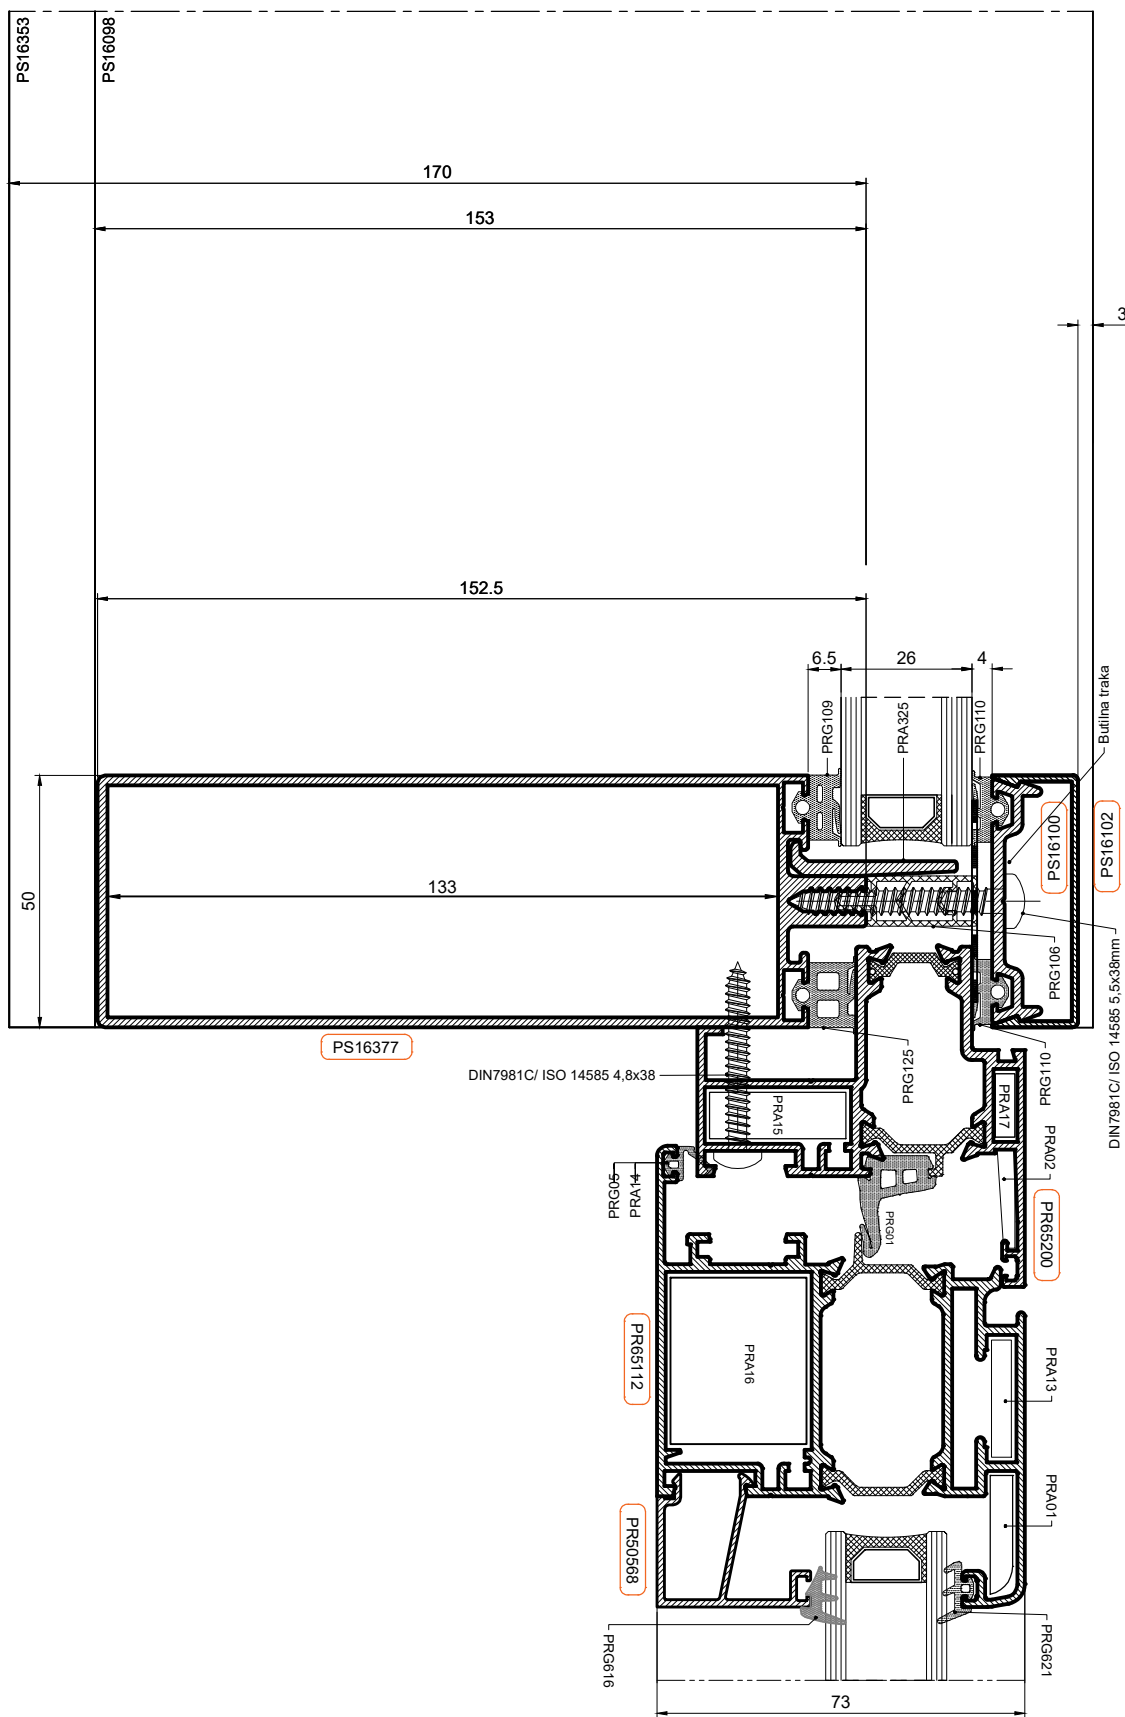 PS16353
PS16098
170
153
3
152.5
6.5
26
4
PRG109
PRA325
PRG110
Butilna traka
PS16100
PS16102
133
50
PRG106
DIN7981C/ ISO 14585 5,5x38mm
PS16377
DIN7981C/ ISO 14585 4,8x38
PRG125
PRG110
PRA15
PRA17
PRA02
PRG05
PRA14
PRG01
PR65200
PR65112
PRA16
PRA13
PR50568
PRA01
PRG616
PRG621
73